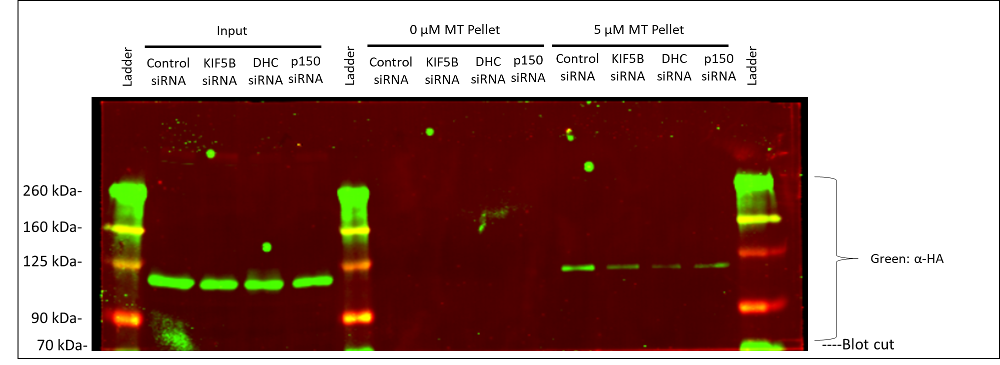 Input
0 µM MT Pellet
5 µM MT Pellet
Ladder
Control siRNA
KIF5B siRNA
DHC siRNA
p150 siRNA
Ladder
Control siRNA
KIF5B siRNA
DHC siRNA
p150 siRNA
Control siRNA
KIF5B siRNA
DHC siRNA
p150 siRNA
Ladder
260 kDa-
160 kDa-
125 kDa-
90 kDa-
70 kDa-
Green: α-HA
----Blot cut